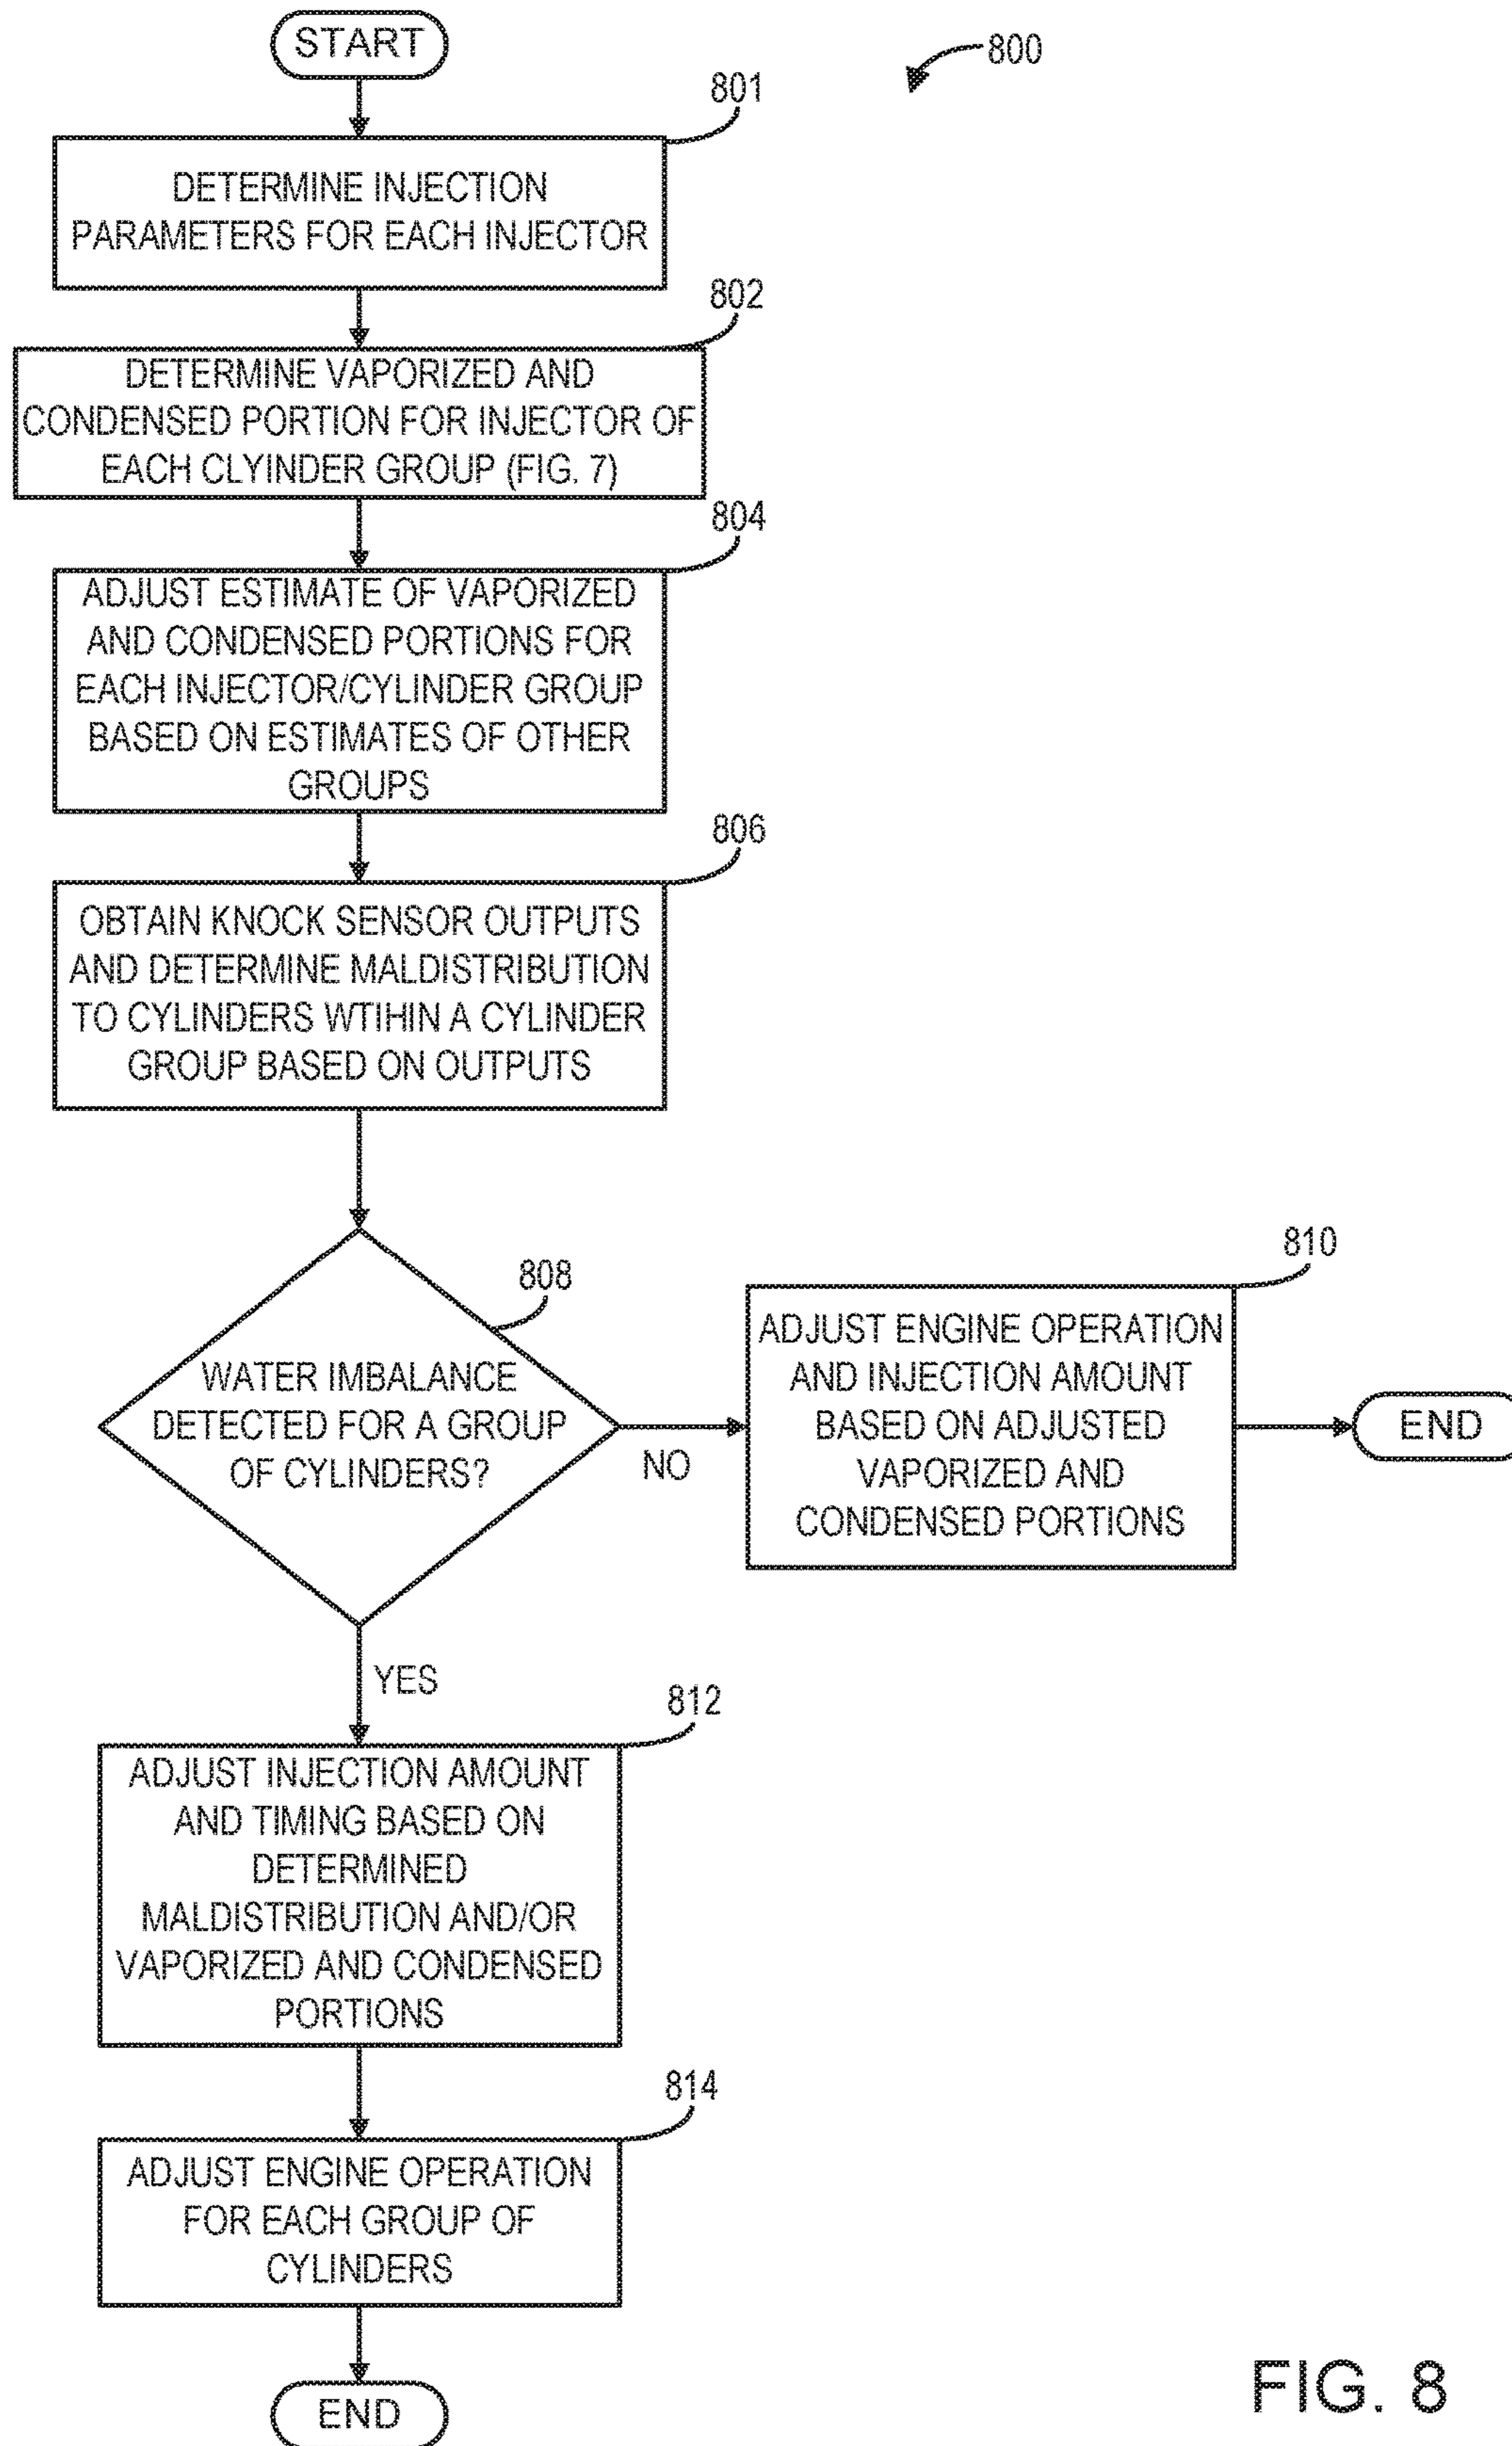 START
800
801
DETERMINE INJECTION
PARAMETERS FOR EACH INJECTOR
802
DETERMINE VAPORIZED AND
CONDENSED PORTION FOR INJECTOR OF
EACH CLYINDER GROUP (FIG. 7)
804
ADJUST ESTIMATE OF VAPORIZED
AND CONDENSED PORTIONS FOR
EACH INJECTOR/CYLINDER GROUP
BASED ON ESTIMATES OF OTHER
GROUPS
806
OBTAIN KNOCK SENSOR OUTPUTS
AND DETERMINE MALDISTRIBUTION
TO CYLINDERS WTIHIN A CYLINDER
GROUP BASED ON OUTPUTS
808
WATER IMBALANCE
DETECTED FOR A GROUP
OF CYLINDERS?
NO
810
ADJUST ENGINE OPERATION
AND INJECTION AMOUNT
BASED ON ADJUSTED
VAPORIZED AND
CONDENSED PORTIONS
END
YES
812
ADJUST INJECTION AMOUNT
AND TIMING BASED ON
DETERMINED
MALDISTRIBUTION AND/OR
VAPORIZED AND CONDENSED
PORTIONS
814
ADJUST ENGINE OPERATION
FOR EACH GROUP OF
CYLINDERS
END
FIG. 8